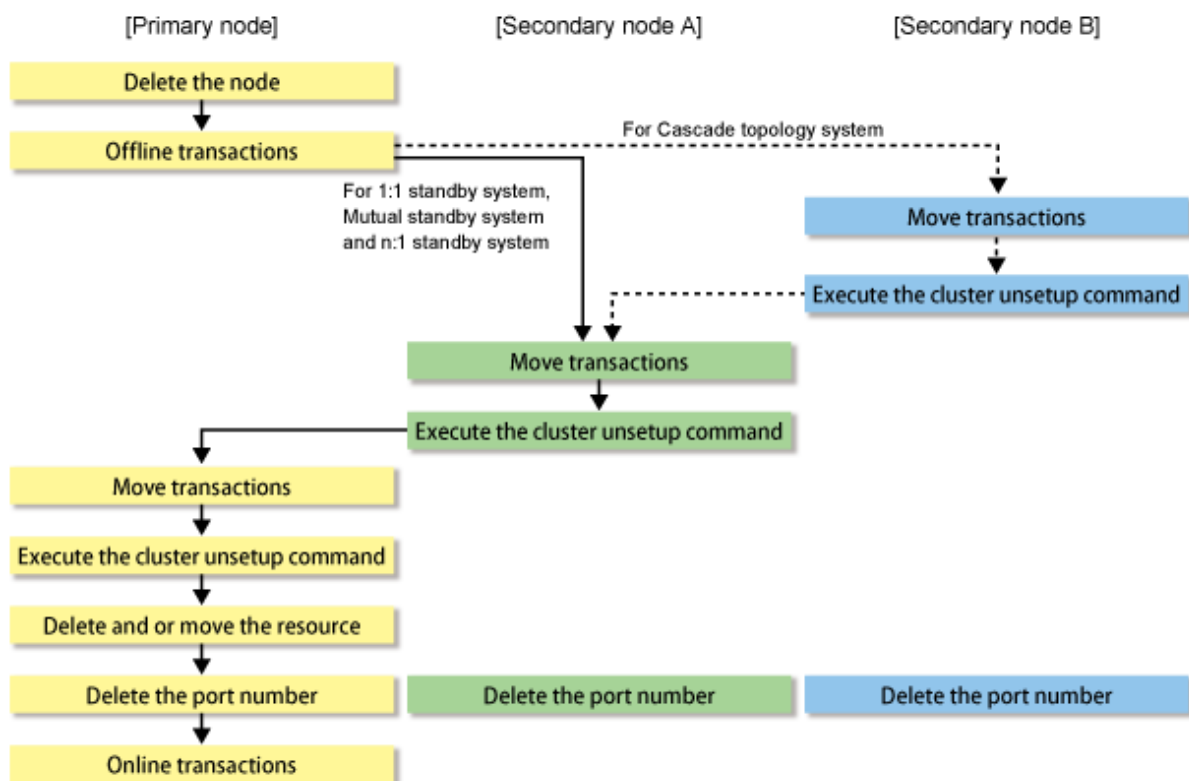 [Primary node]
[Secondary node A]
[Secondary node B]
Delete the node
Offline transactions
For Cascade topology system
For 1:1 standby system,
Mutual standby system
and n:1 standby system
Move transactions
Execute the cluster unsetup command
Move transactions
Execute the cluster unsetup command
Move transactions
Execute the cluster unsetup command
Delete and or move the resource
Delete the port number
Delete the port number
Delete the port number
Online transactions